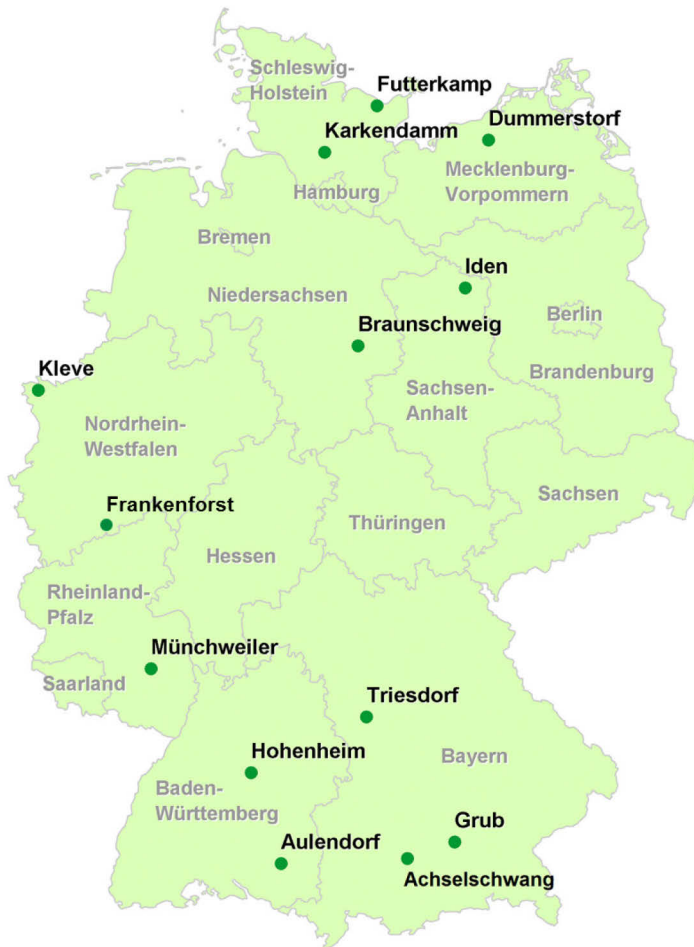 Schleswig-
Holstein
Futterkamp
Karkendamm
Dummerstorf
Mecklenburg-
Vorpommern
Hamburg
Bremen
Iden
Niedersachsen
Berlin
Braunschweig
Kleve
Brandenburg
Sachsen-
Anhalt
Nordrhein-
Westfalen
Sachsen
Frankenforst
Thüringen
Hessen
Rheinland-
Pfalz
Münchweiler
Saarland
Triesdorf
Hohenheim
Bayern
Baden-
Württemberg
Grub
Aulendorf
Achselschwang